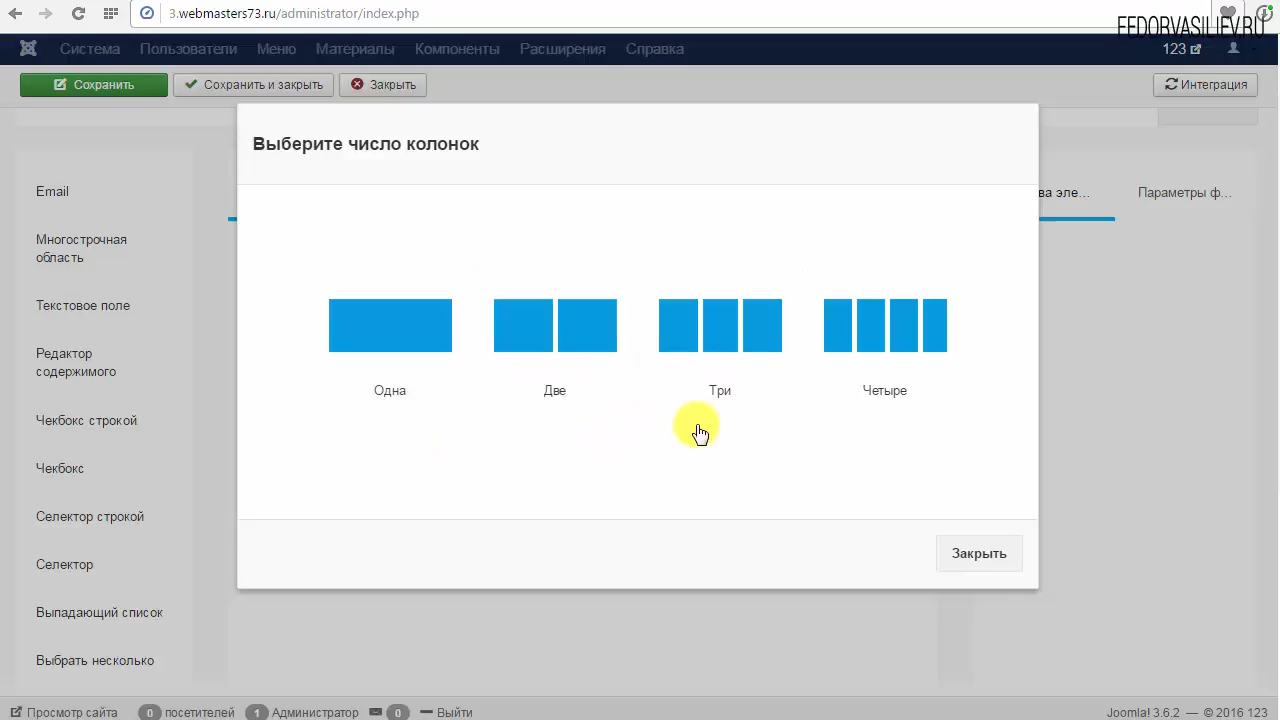 3.webmasters73.ru/administrator/index.php
FEDORVASILIEV.RU
Система Пользователи Меню Материалы Компоненты Расширения Справка 123
Сохранить Сохранить и закрыть Закрыть Интеграция
Выберите число колонок
Email
ва эле... Параметры ф...
Многострочная
область
Текстовое поле
Редактор
содержимого
Одна Две Три Четыре
Чекбокс строкой
Чекбокс
Селектор строкой
Закрыть
Селектор
Выпадающий список
Выбрать несколько
Просмотр сайта 0 посетителей 1 Администратор 0 Выйти Joomla! 3.6.2 — © 2016 123